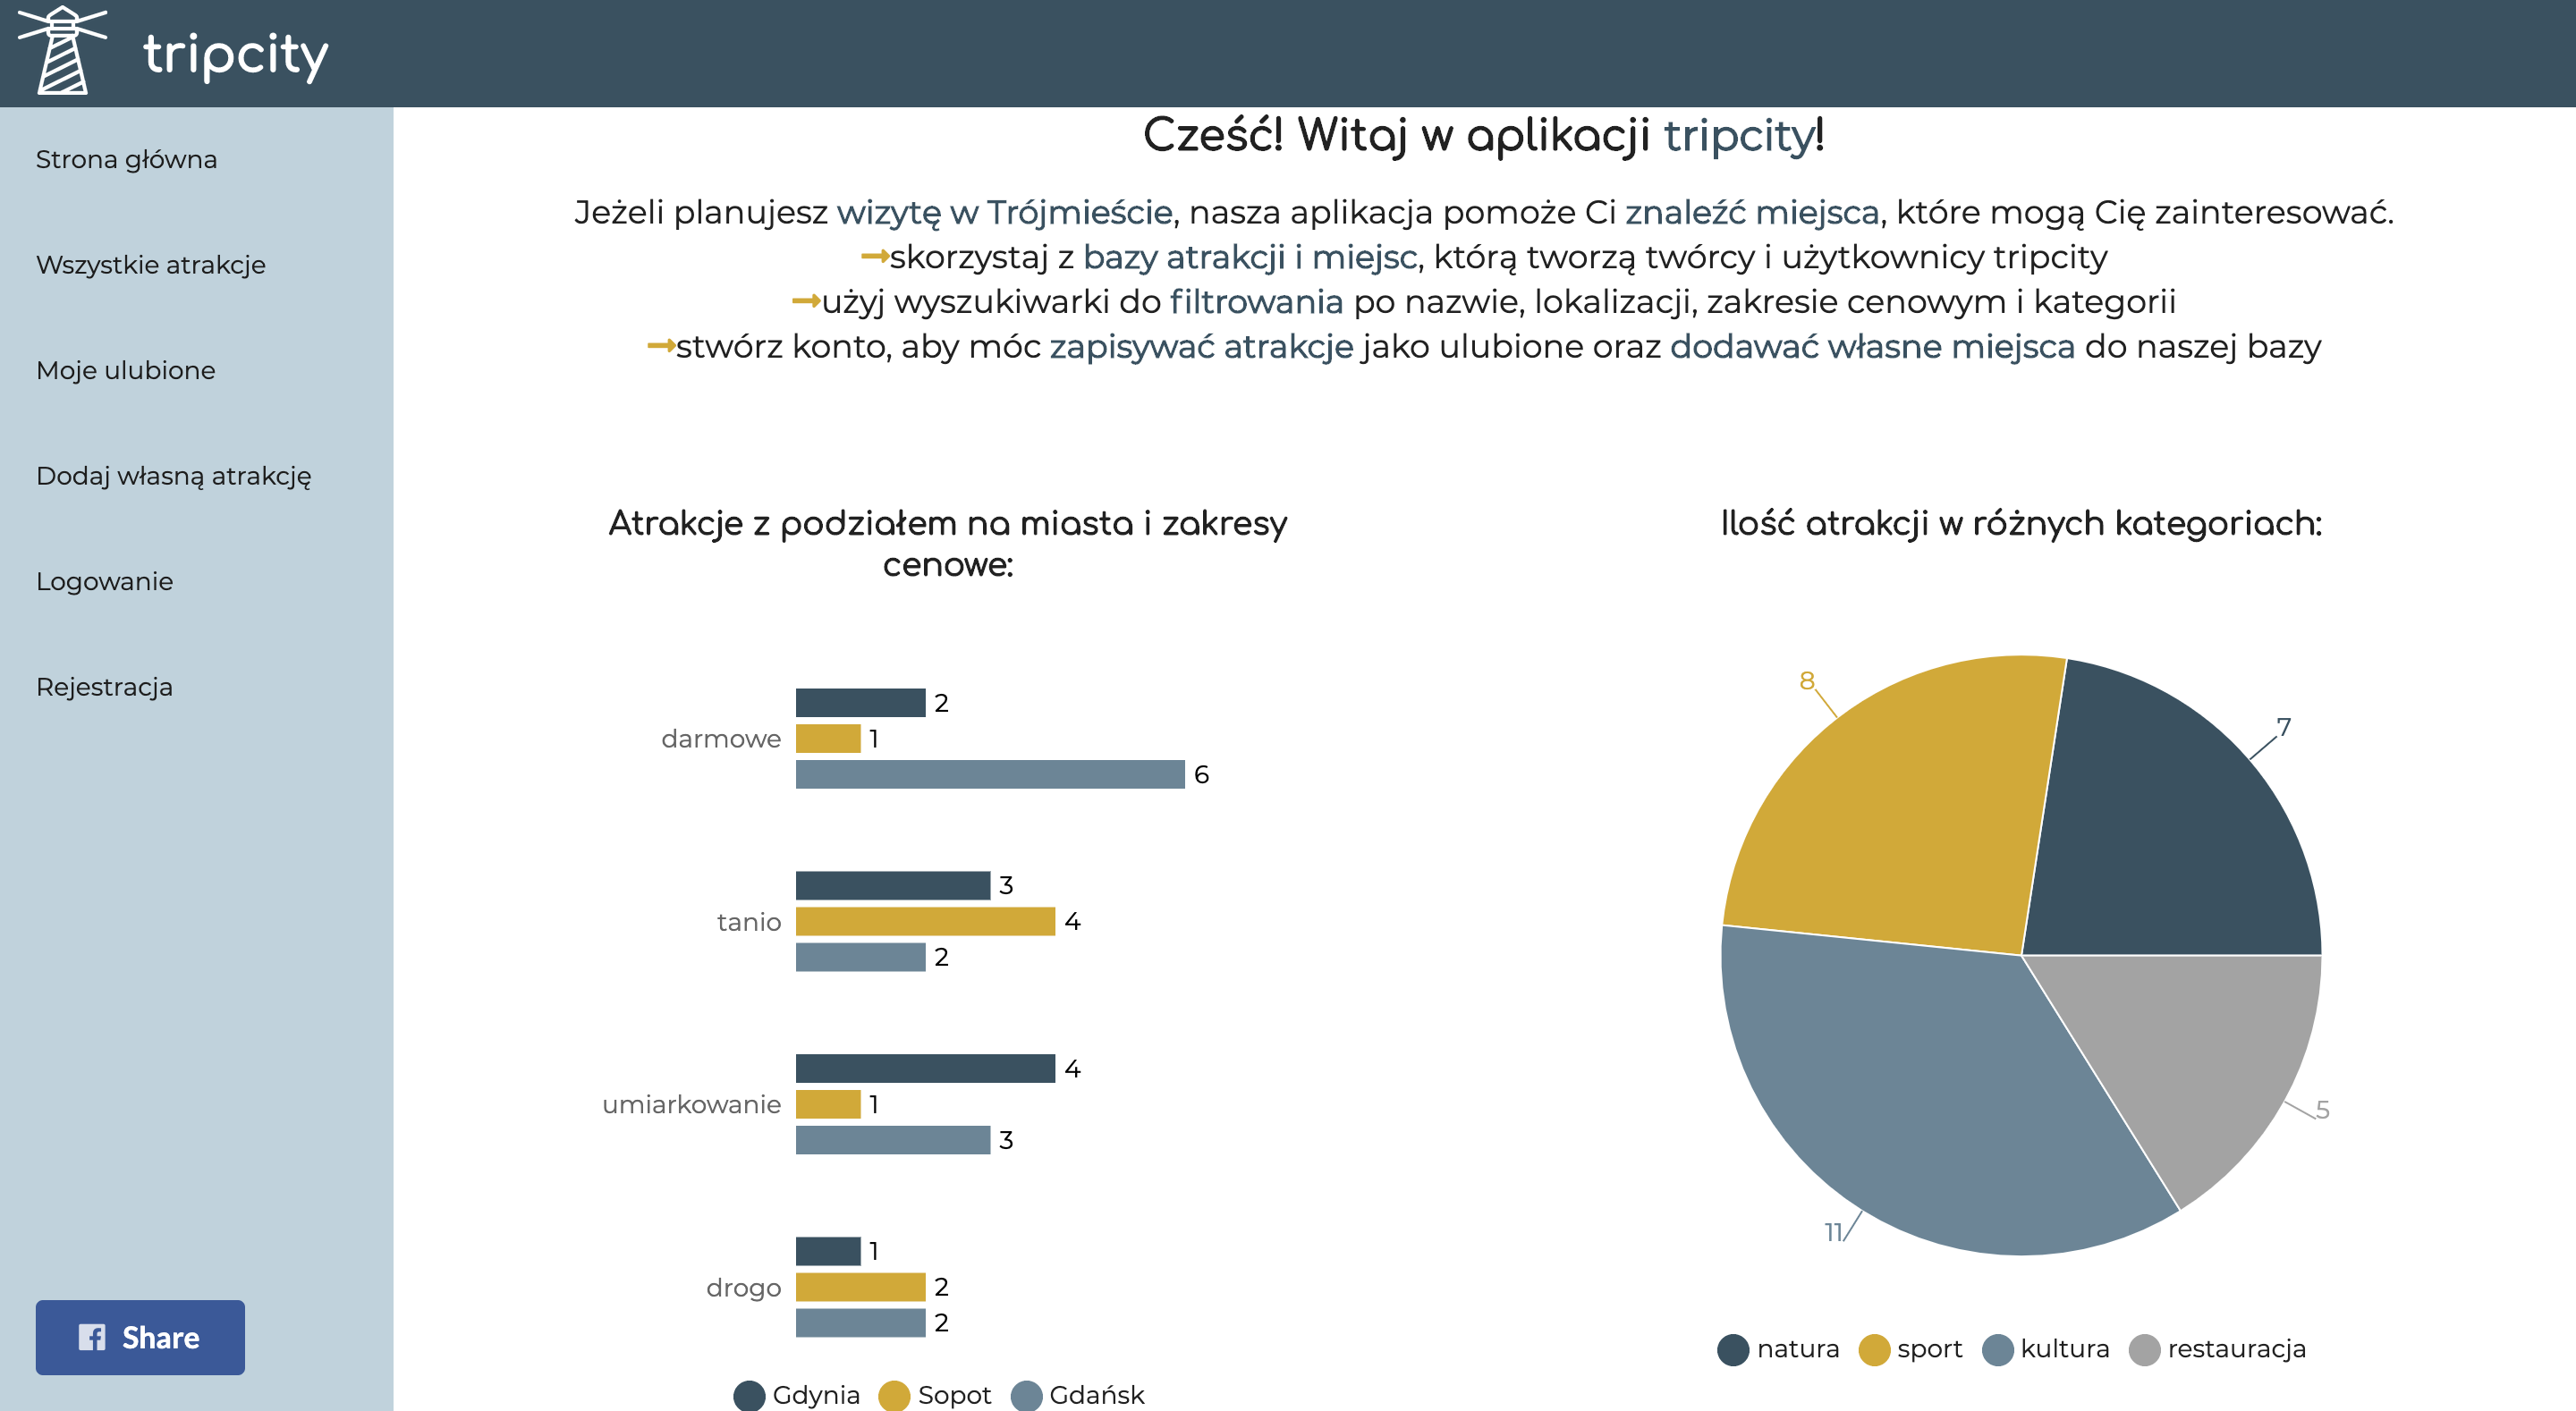 tripcity
Strona główna
Wszystkie atrakcje
Moje ulubione
Dodaj własną atrakcję
Logowanie
Rejestracja
Share
Cześć! Witaj w aplikacji tripcity!
Jeżeli planujesz wizytę w Trójmieście, nasza aplikacja pomoże Ci znaleźć miejsca, które mogą Cię zainteresować.
→skorzystaj z bazy atrakcji i miejsc, którą tworzą twórcy i użytkownicy tripcity
→użyj wyszukiwarki do filtrowania po nazwie, lokalizacji, zakresie cenowym i kategorii
→stwórz konto, aby móc zapisywać atrakcje jako ulubione oraz dodawać własne miejsca do naszej bazy
Atrakcje z podziałem na miasta i zakresy
cenowe:
2
darmowe 1
6
3
tanio 4
2
4
umiarkowanie 1
3
1
drogo 2
2
Gdynia Sopot Gdańsk
Ilość atrakcji w różnych kategoriach:
8
7
5
11
natura sport kultura restauracja